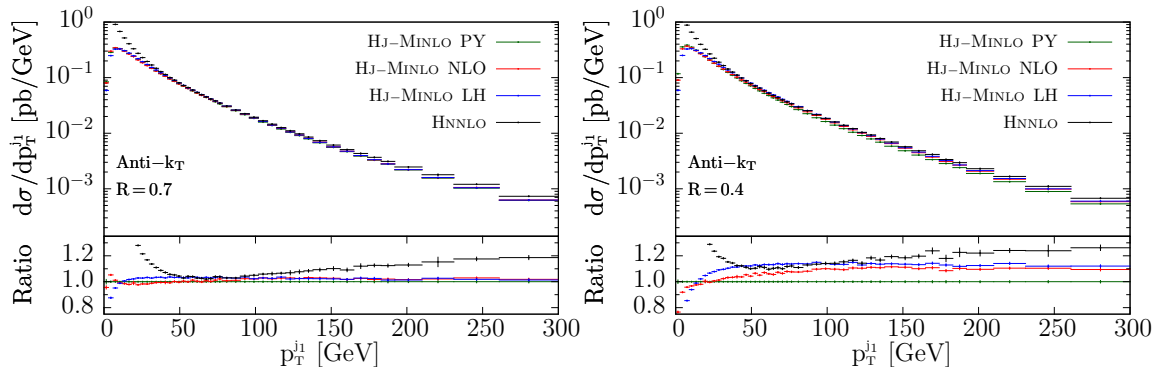 dσ/dp_T^{j1} [pb/GeV]
10^0
10^{-1}
10^{-2}
10^{-3}
HJ-MINLO PY
HJ-MINLO NLO
HJ-MINLO LH
HNNLO
Anti-k_T
R=0.7
Ratio
1.2
1.0
0.8
0 50 100 150 200 250 300
p_T^{j1} [GeV]
dσ/dp_T^{j1} [pb/GeV]
10^0
10^{-1}
10^{-2}
10^{-3}
HJ-MINLO PY
HJ-MINLO NLO
HJ-MINLO LH
HNNLO
Anti-k_T
R=0.4
Ratio
1.2
1.0
0.8
0 50 100 150 200 250 300
p_T^{j1} [GeV]